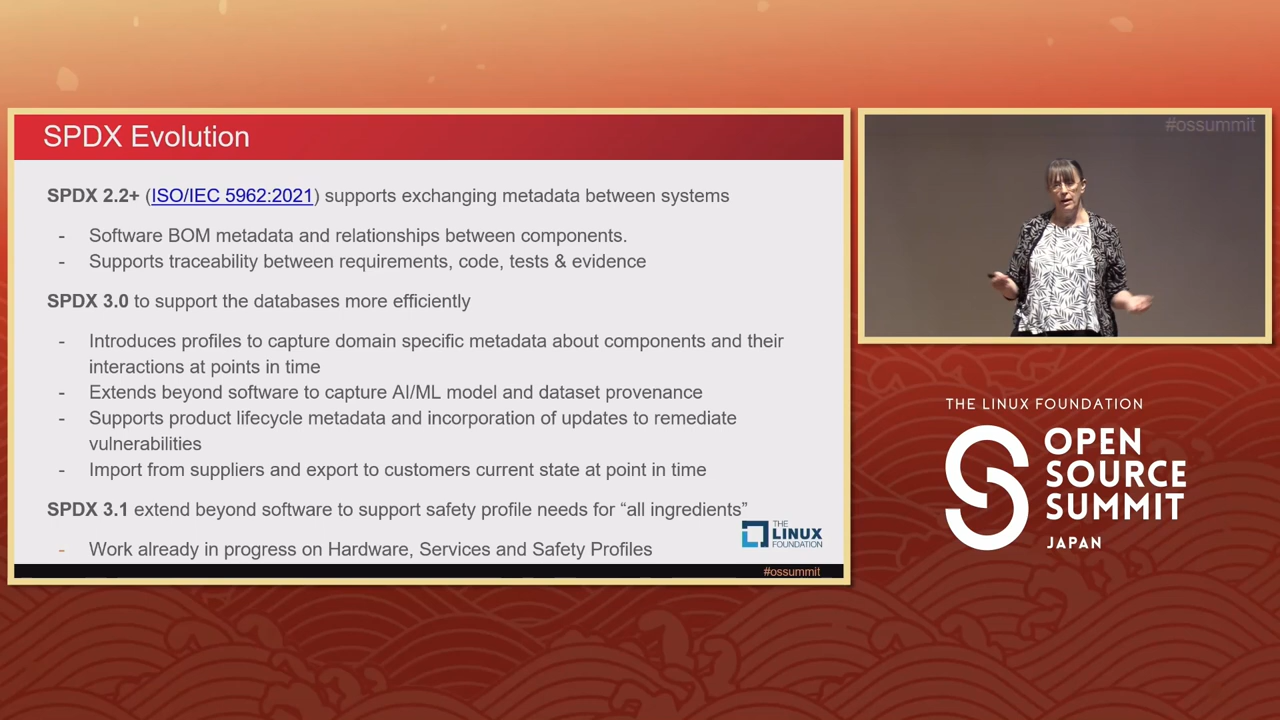 SPDX Evolution
SPDX 2.2+ (ISO/IEC 5962:2021) supports exchanging metadata between systems
- Software BOM metadata and relationships between components.
- Supports traceability between requirements, code, tests & evidence
SPDX 3.0 to support the databases more efficiently
- Introduces profiles to capture domain specific metadata about components and their
interactions at points in time
- Extends beyond software to capture AI/ML model and dataset provenance
- Supports product lifecycle metadata and incorporation of updates to remediate
vulnerabilities
- Import from suppliers and export to customers current state at point in time
SPDX 3.1 extend beyond software to support safety profile needs for “all ingredients”
- Work already in progress on Hardware, Services and Safety Profiles
THE
LINUX
FOUNDATION
#ossummit
#ossummit
THE LINUX FOUNDATION
OPEN
SOURCE
SUMMIT
JAPAN